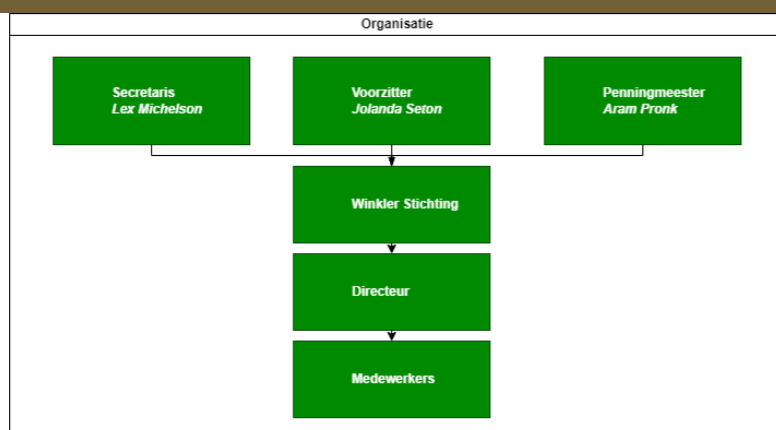 Organisatie
Secretaris
Lex Michelson
Voorzitter
Jolanda Seton
Penningmeester
Aram Pronk
Winkler Stichting
Directeur
Medewerkers